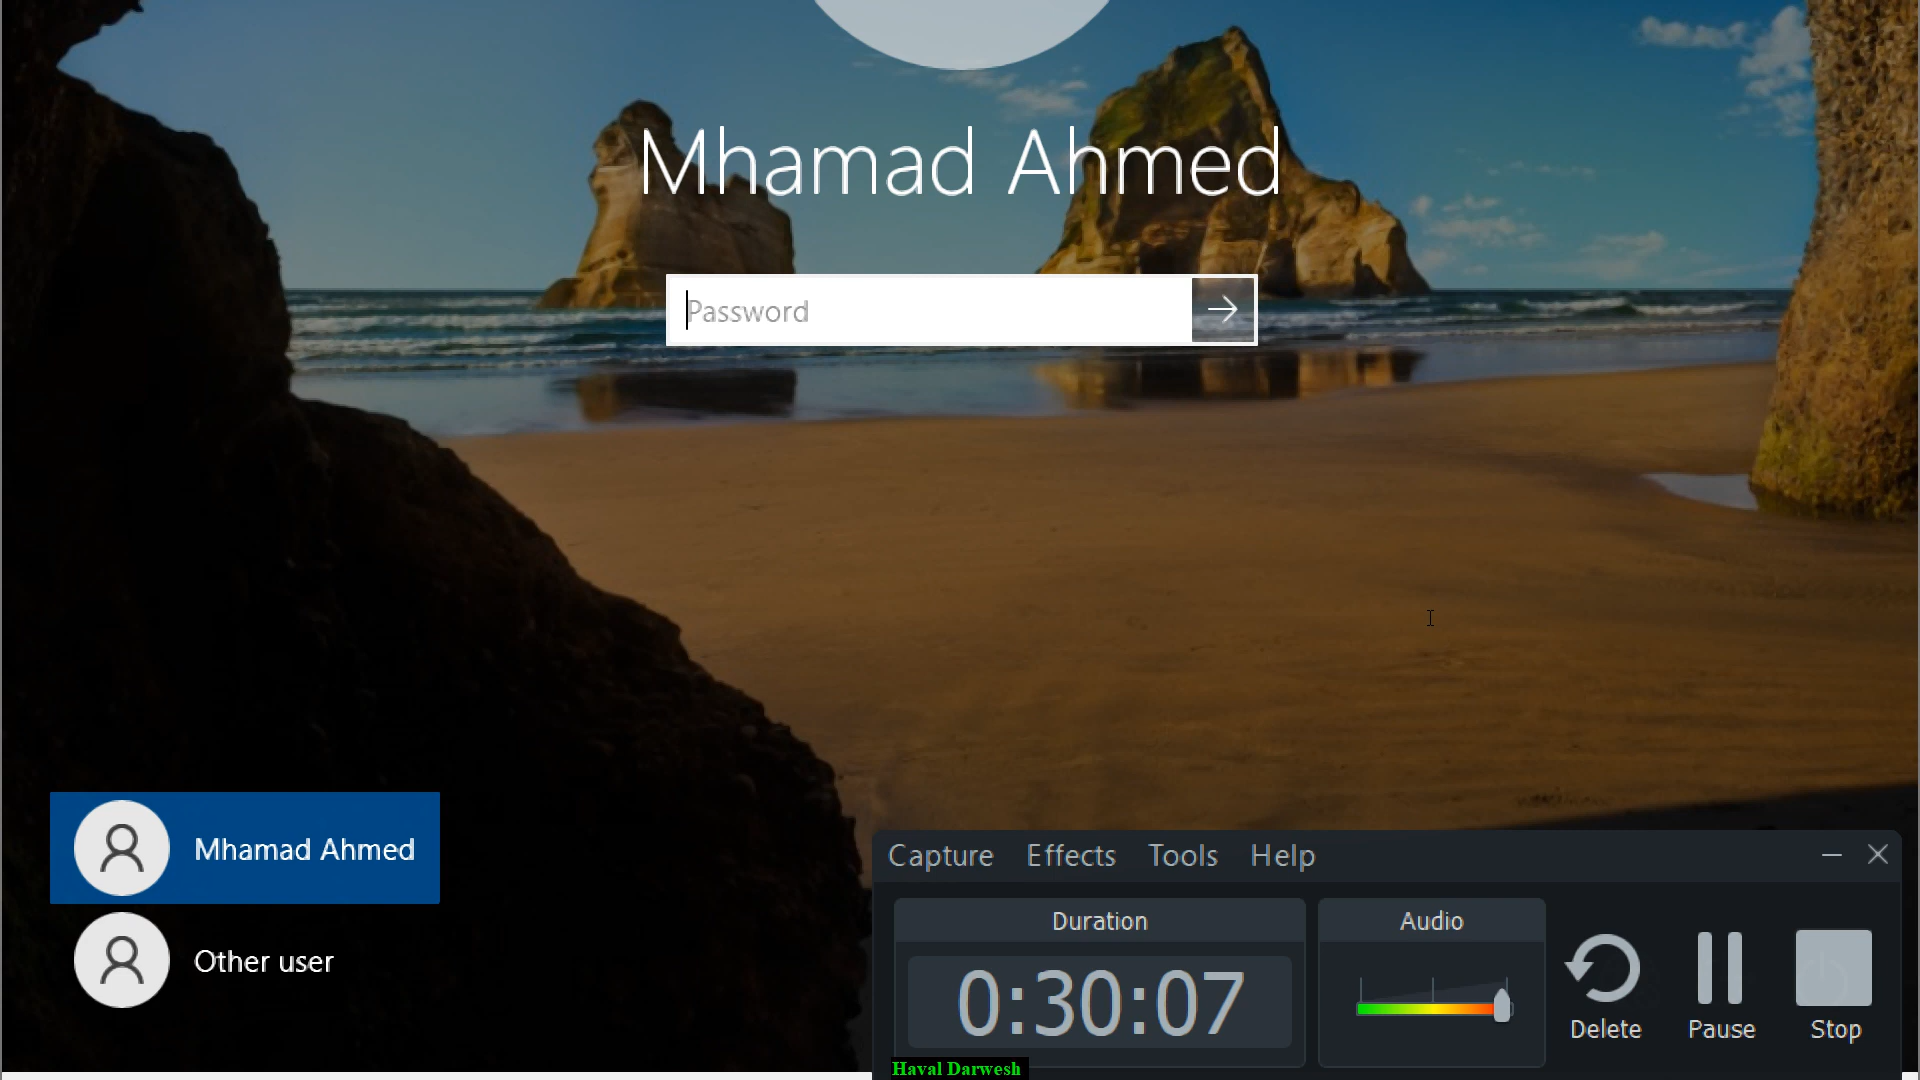 Mhamad Ahmed
Password
Mhamad Ahmed
Other user
Capture Effects Tools Help
Duration
Audio
0:30:07
Delete Pause Stop
Haval Darwesh